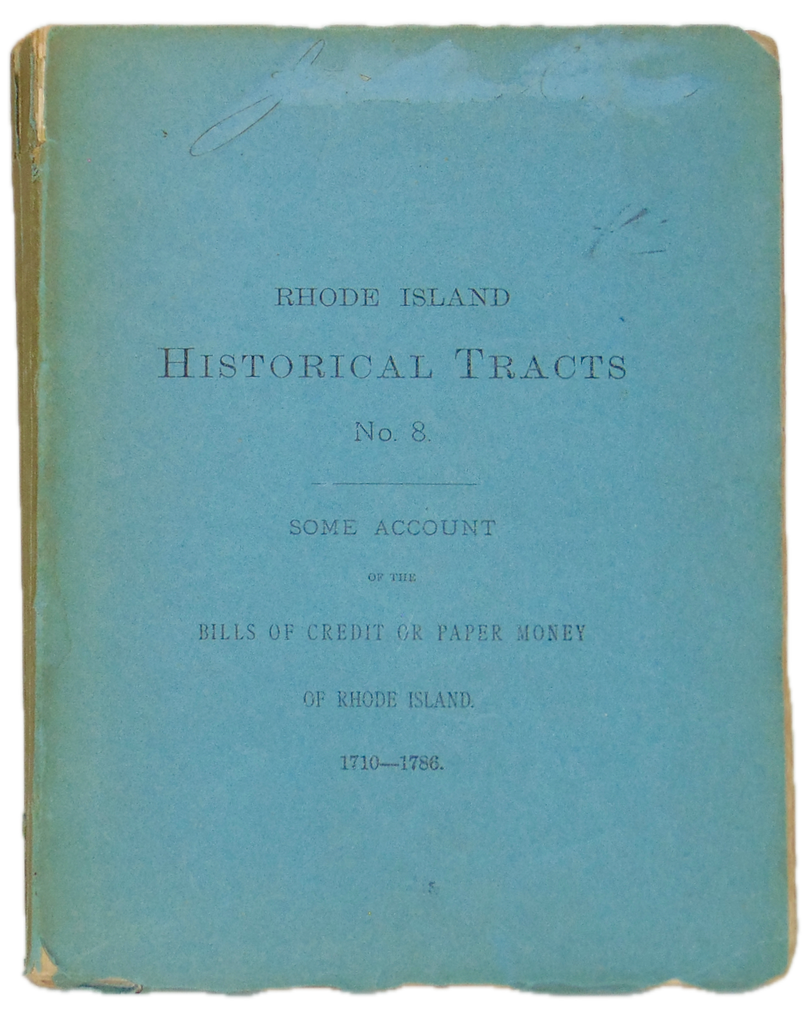 RHODE ISLAND
HISTORICAL TRACTS
No. 8.
SOME ACCOUNT
OF THE
BILLS OF CREDIT OR PAPER MONEY
OF RHODE ISLAND.
1710—1786.